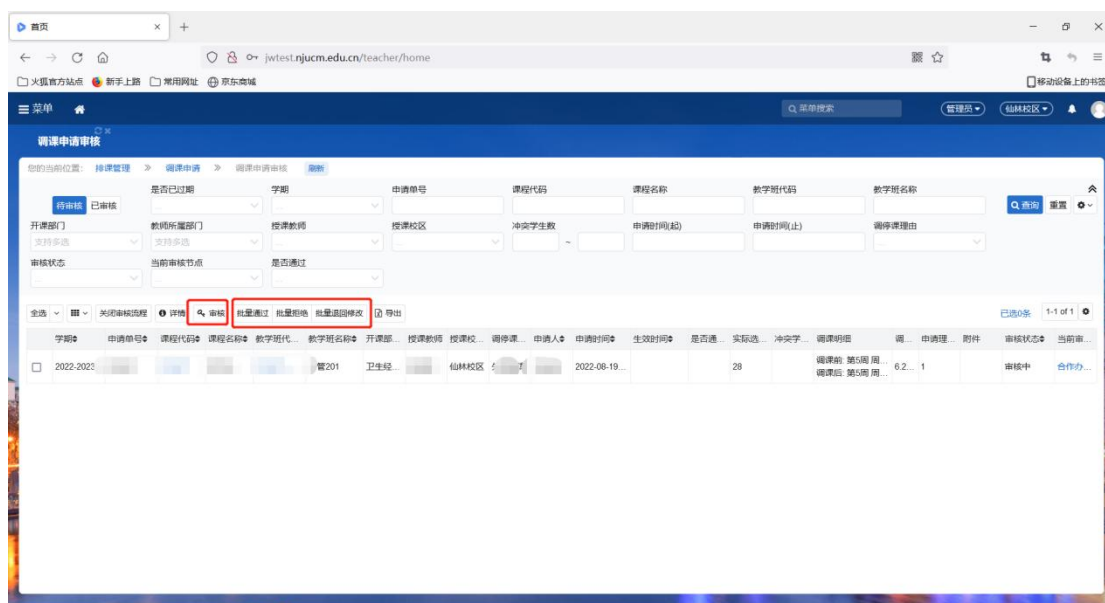 首页
jwtest.njucm.edu.cn/teacher/home
火狐官方站点 新手上路 常用网址 京东商城 移动设备上的书签
菜单 菜单搜索 管理员 仙林校区
调课申请审核
您的当前位置： 排课管理 》 调课申请 》 调课申请审核 刷新
是否已过期 学期 申请单号 课程代码 课程名称 教学班代码 教学班名称
待审核 已审核 ... ... 查询 重置
开课部门 教师所属部门 授课教师 授课校区 冲突学生数 申请时间(起) 申请时间(止) 调停课理由
支持多选 支持多选 ... ... ~ ...
审核状态 当前审核节点 是否通过
... ... ...
全选 关闭审核流程 详情 审核 批量通过 批量拒绝 批量退回修改 导出 已选0条 1-1 of 1
学期 申请单号 课程代码 课程名称 教学班代... 教学班名称 开课部... 授课教师 授课校... 调停课... 申请人 申请时间 生效时间 是否通... 实际选... 冲突学... 调课明细 调... 申请理... 附件 审核状态 当前审...
2022-2023 管201 卫生经... 仙林校区 2022-08-19... 28 调课前: 第5周 周... 6.2... 1 审核中 合作办...
调课后: 第5周 周...